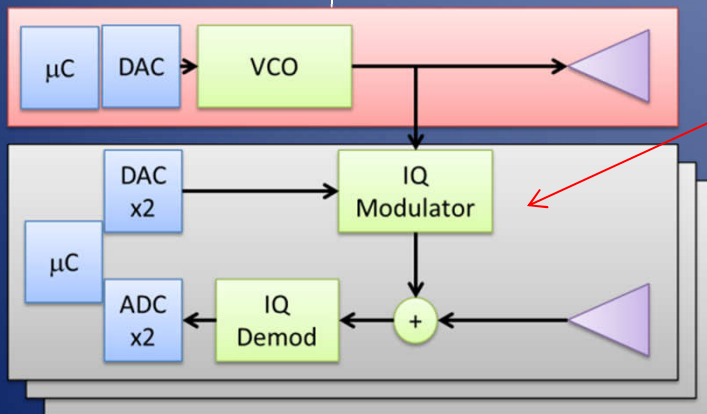 μC
DAC
VCO
DAC
x2
IQ
Modulator
μC
ADC
x2
IQ
Demod
+